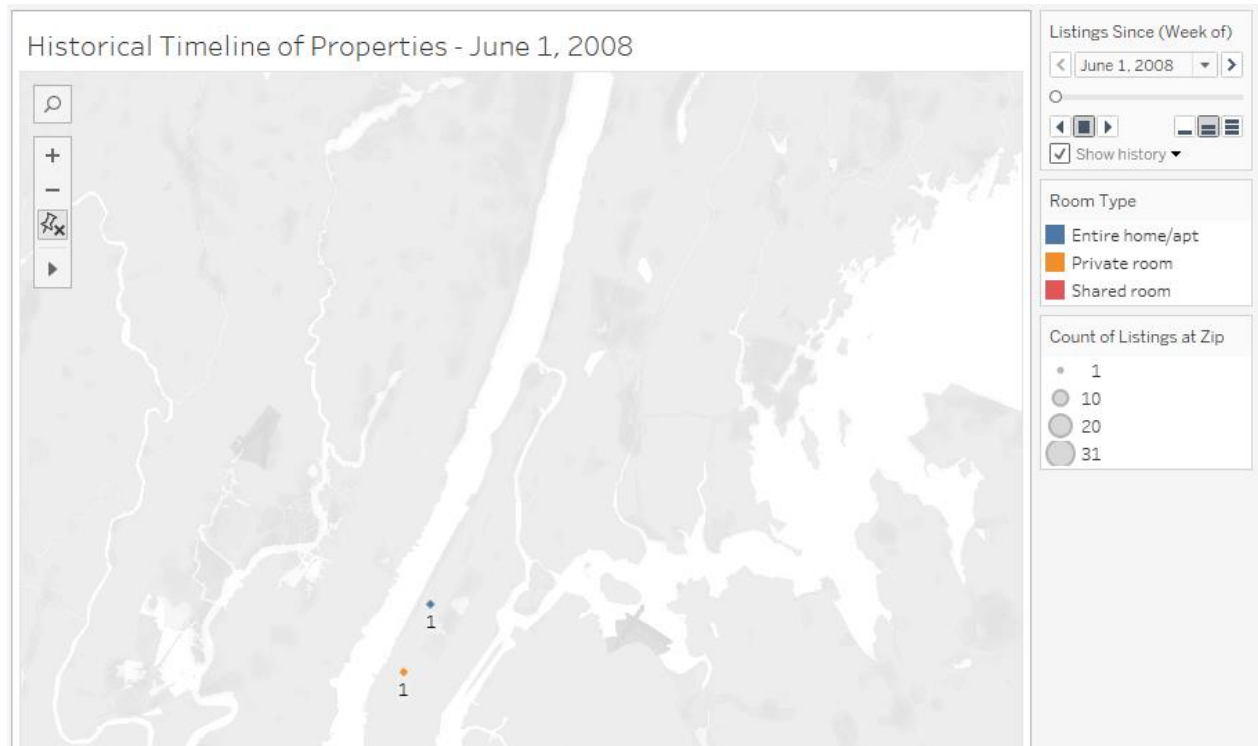 Historical Timeline of Properties - June 1, 2008
1
1
Listings Since (Week of)
June 1, 2008
Show history
Room Type
Entire home/apt
Private room
Shared room
Count of Listings at Zip
1
10
20
31